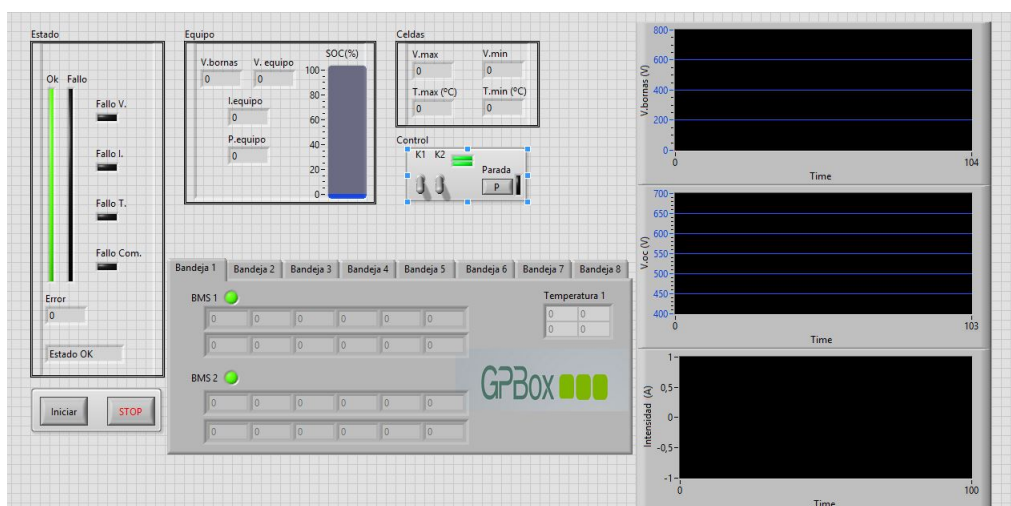 Estado
Ok Fallo
Fallo V.
Fallo I.
Fallo T.
Fallo Com.
Error
0
Estado OK
Iniciar STOP
Equipo
V.bornas V. equipo
0 0
I.equipo
0
P.equipo
0
SOC(%)
100
80
60
40
20
0
Celdas
V.max V.min
0 0
T.max (ºC) T.min (ºC)
0 0
Control
K1 K2
Parada
P
Bandeja 1 Bandeja 2 Bandeja 3 Bandeja 4 Bandeja 5 Bandeja 6 Bandeja 7 Bandeja 8
BMS 1
0 0 0 0 0 0
0 0 0 0 0 0
Temperatura 1
0 0
0 0
BMS 2
0 0 0 0 0 0
0 0 0 0 0 0
GPBox
V.bornas (V)
800
600
400
200
0
0 104
Time
V.oc (V)
700
650
600
550
500
450
400
0 103
Time
Intensidad (A)
1
0,5
0
-0,5
-1
0 100
Time